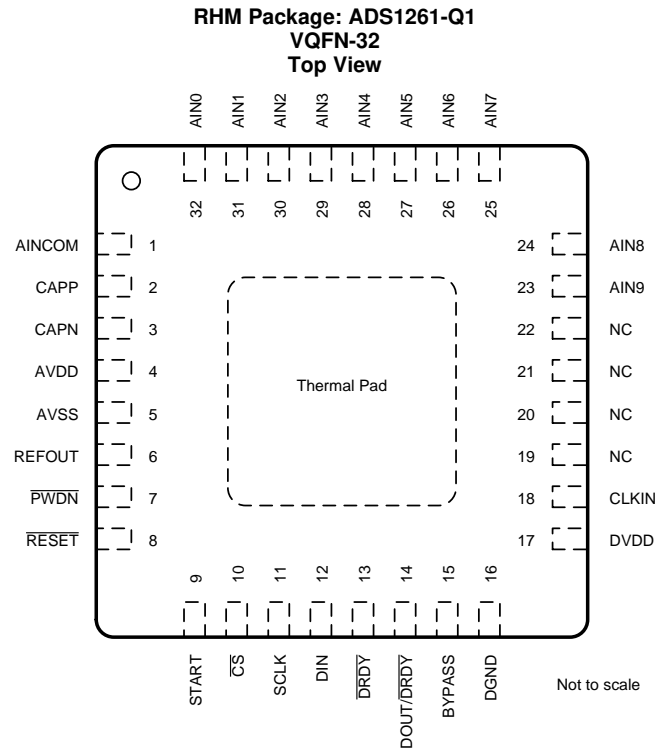 RHM Package: ADS1261-Q1
VQFN-32
Top View
AIN0
AIN1
AIN2
AIN3
AIN4
AIN5
AIN6
AIN7
32
31
30
29
28
27
26
25
AINCOM 1
CAPP 2
CAPN 3
AVDD 4
AVSS 5
REFOUT 6
PWDN 7
RESET 8
Thermal Pad
24 AIN8
23 AIN9
22 NC
21 NC
20 NC
19 NC
18 CLKIN
17 DVDD
9
10
11
12
13
14
15
16
START
CS
SCLK
DIN
DRDY
DOUT/DRDY
BYPASS
DGND
Not to scale